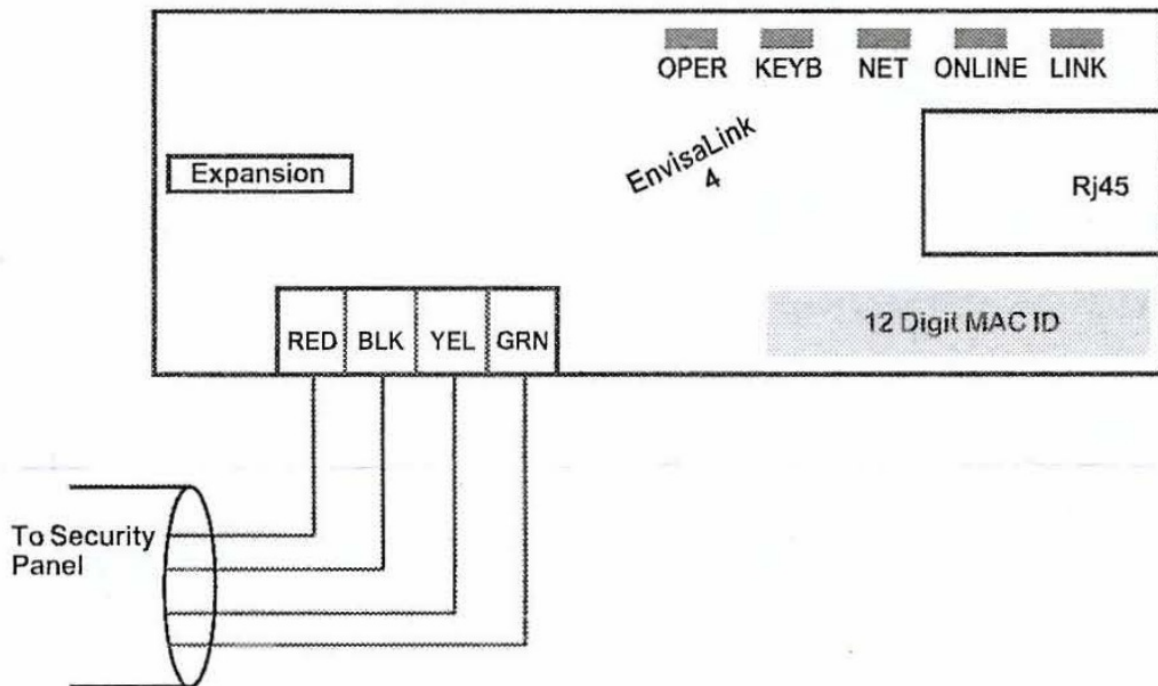 OPER KEYB NET ONLINE LINK
EnvisaLink
4
Expansion
Rj45
12 Digit MAC ID
RED BLK YEL GRN
To Security
Panel